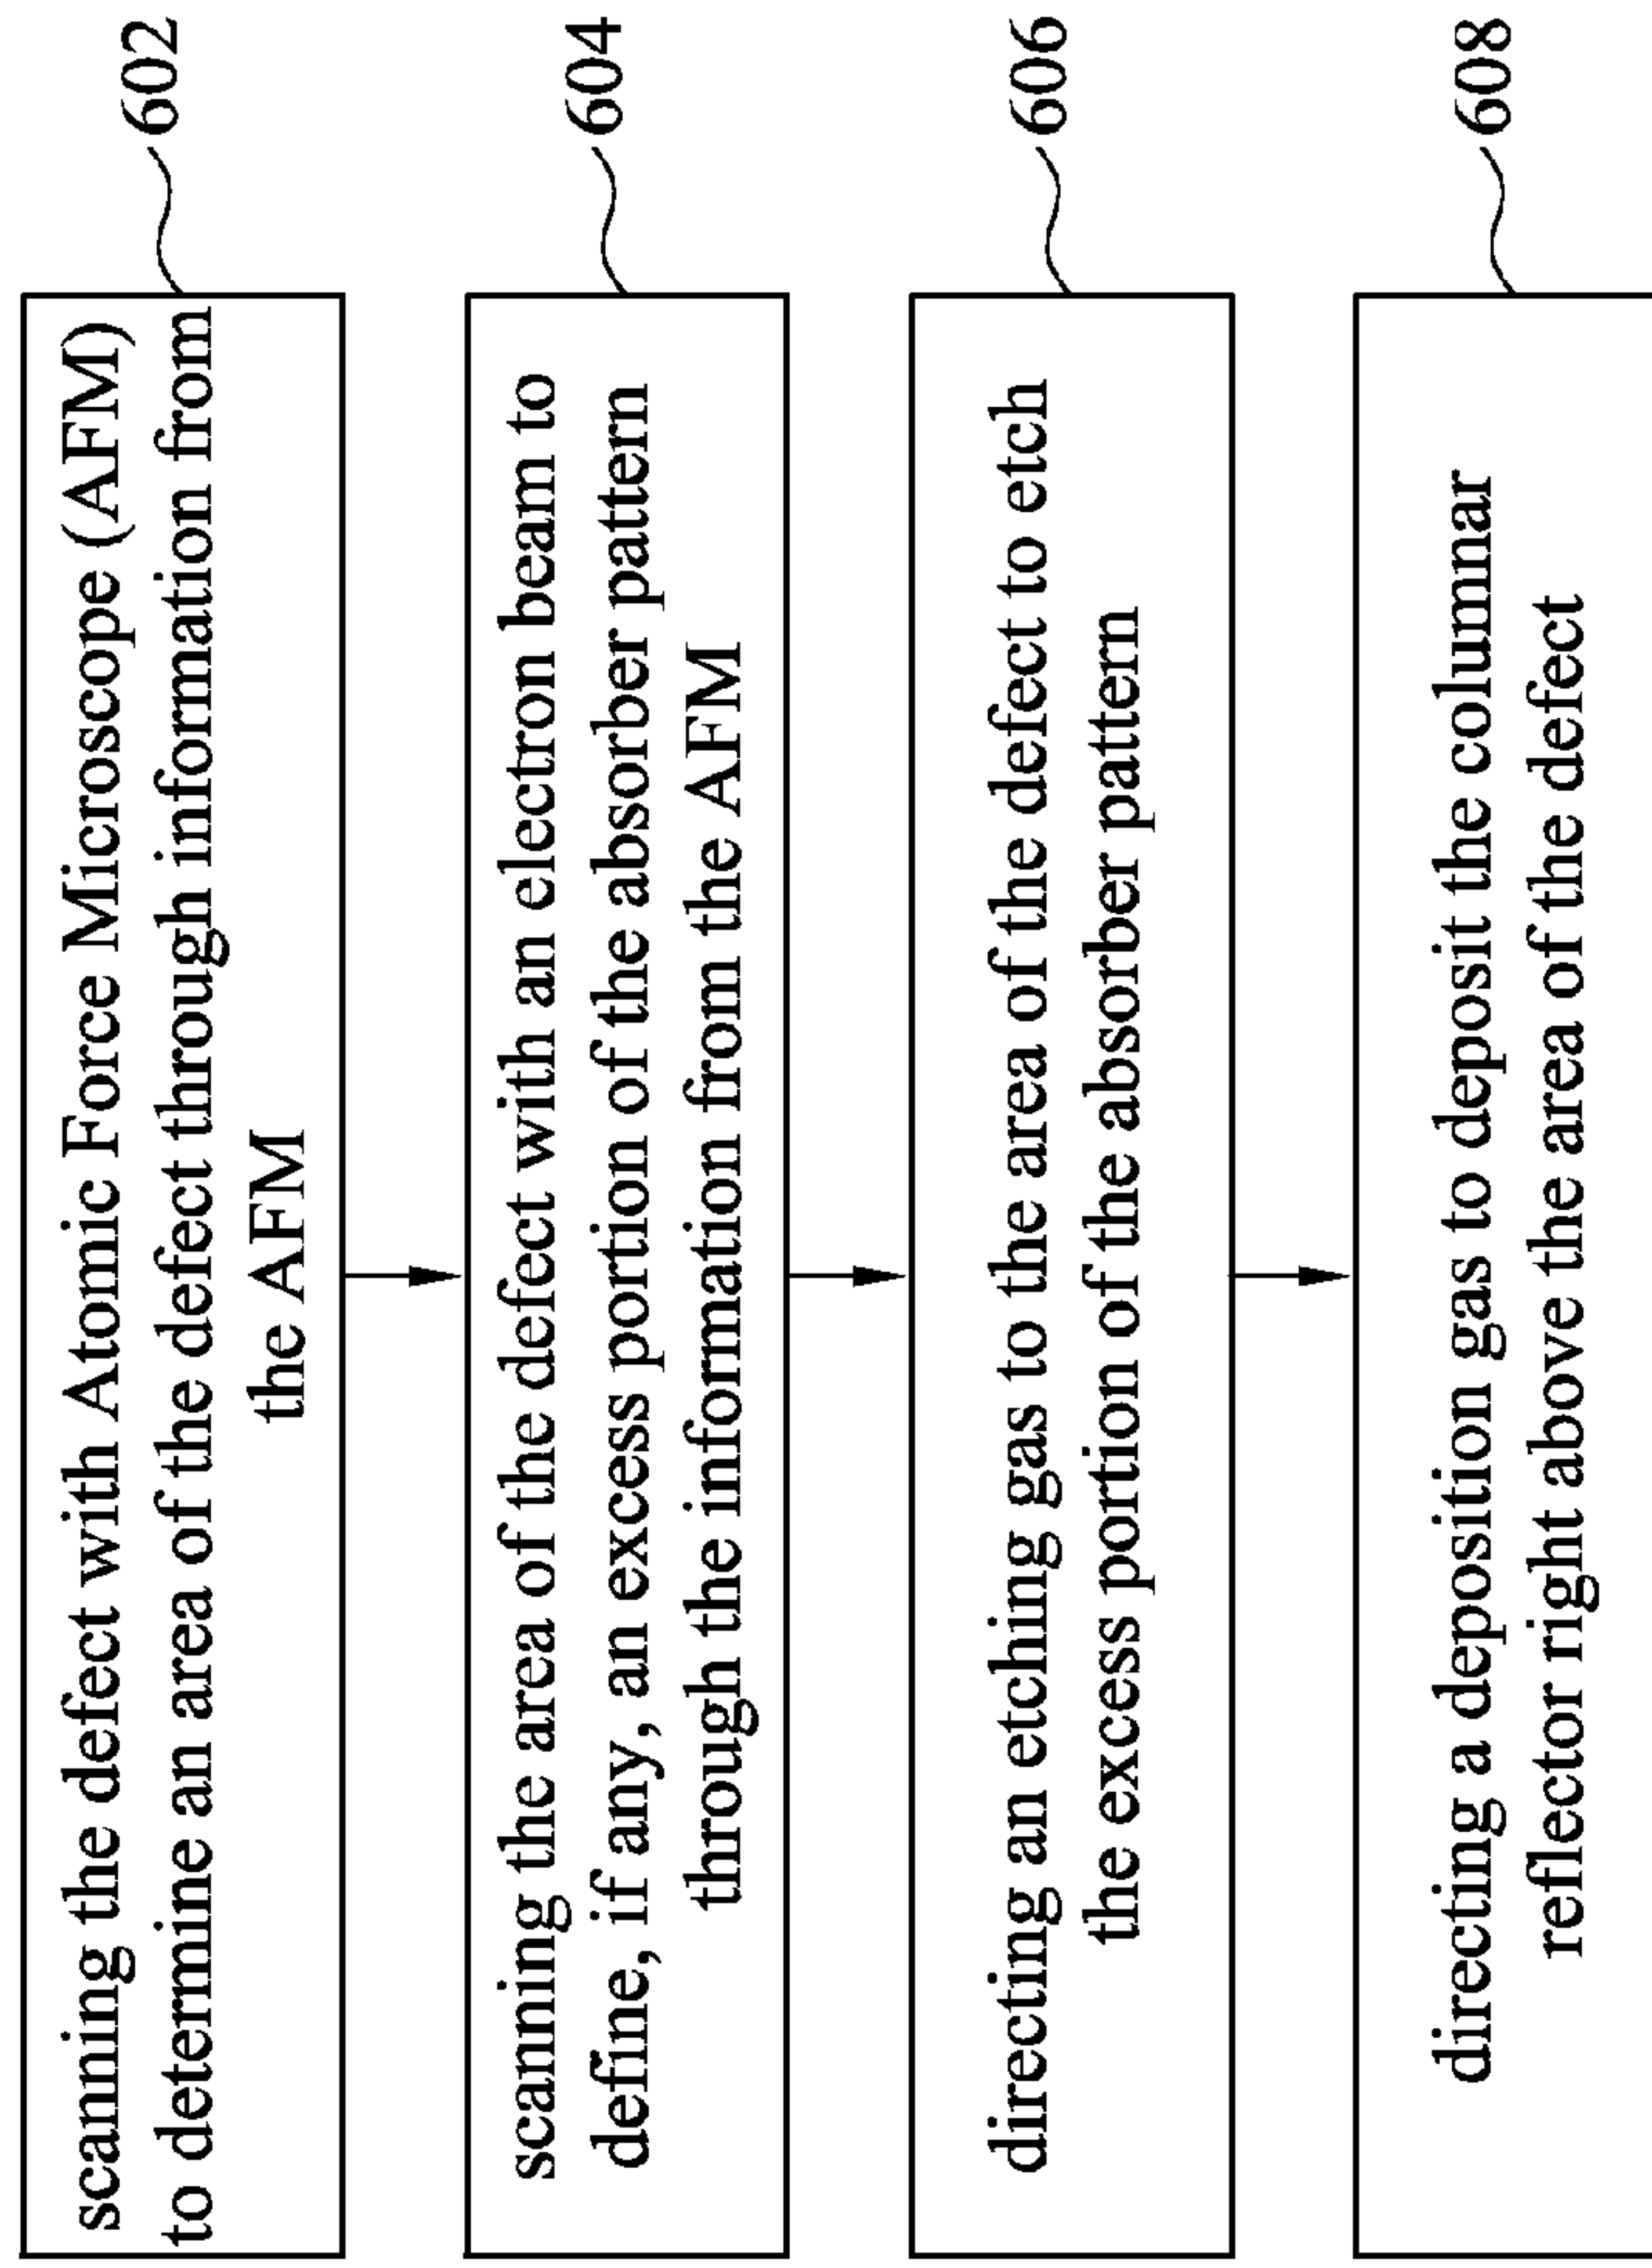 scanning the defect with Atomic Force Microscope (AFM)
to determine an area of the defect through information from
the AFM
602
scanning the area of the defect with an electron beam to
define, if any, an excess portion of the absorber pattern
through the information from the AFM
604
directing an etching gas to the area of the defect to etch
the excess portion of the absorber pattern
606
directing a deposition gas to deposit the columnar
reflector right above the area of the defect
608